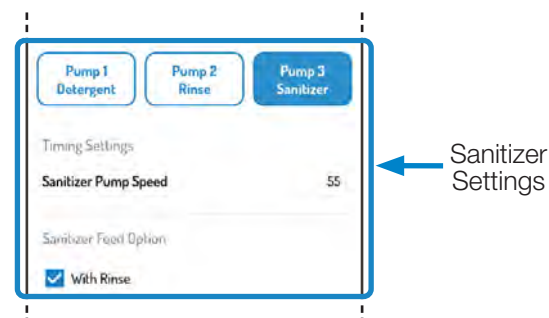 Pump 1
Detergent
Pump 2
Rinse
Pump 3
Sanitizer
Timing Settings
Sanitizer Pump Speed 55
Sanitizer Feed Option
With Rinse
Sanitizer
Settings